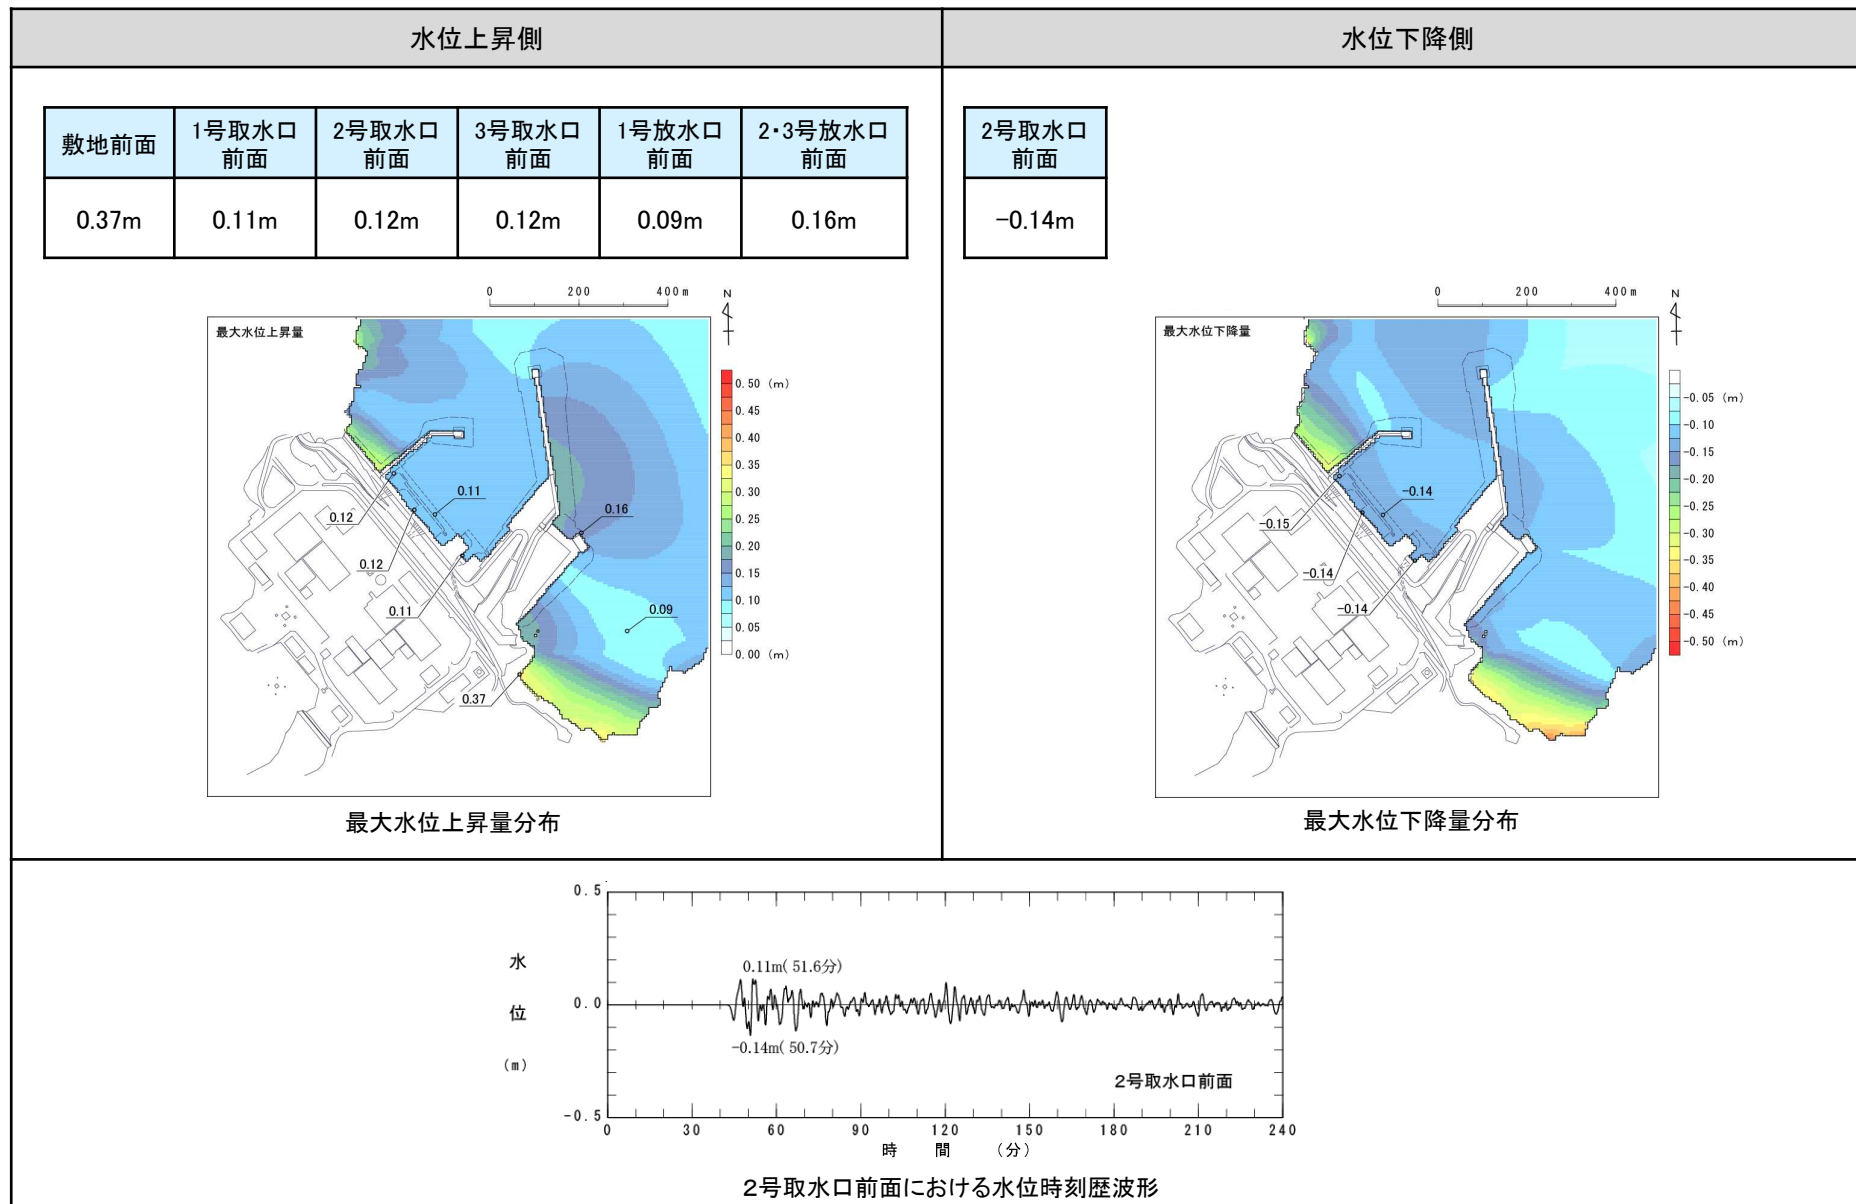 水位上昇側
水位下降側
敷地前面
1号取水口
前面
2号取水口
前面
3号取水口
前面
1号放水口
前面
2・3号放水口
前面
0.37m
0.11m
0.12m
0.12m
0.09m
0.16m
2号取水口
前面
-0.14m
0 200 400m
N
最大水位上昇量
0.50 (m)
0.45
0.40
0.35
0.30
0.25
0.20
0.15
0.10
0.05
0.00 (m)
0.11
0.12
0.16
0.12
0.11
0.09
0.37
最大水位上昇量分布
0 200 400m
N
最大水位下降量
-0.05 (m)
-0.10
-0.15
-0.20
-0.25
-0.30
-0.35
-0.40
-0.45
-0.50 (m)
-0.14
-0.15
-0.14
-0.14
最大水位下降量分布
0.5
0.0
-0.5
水位(m)
0.11m( 51.6分)
-0.14m( 50.7分)
2号取水口前面
0 30 60 90 120 150 180 210 240
時間 (分)
2号取水口前面における水位時刻歴波形